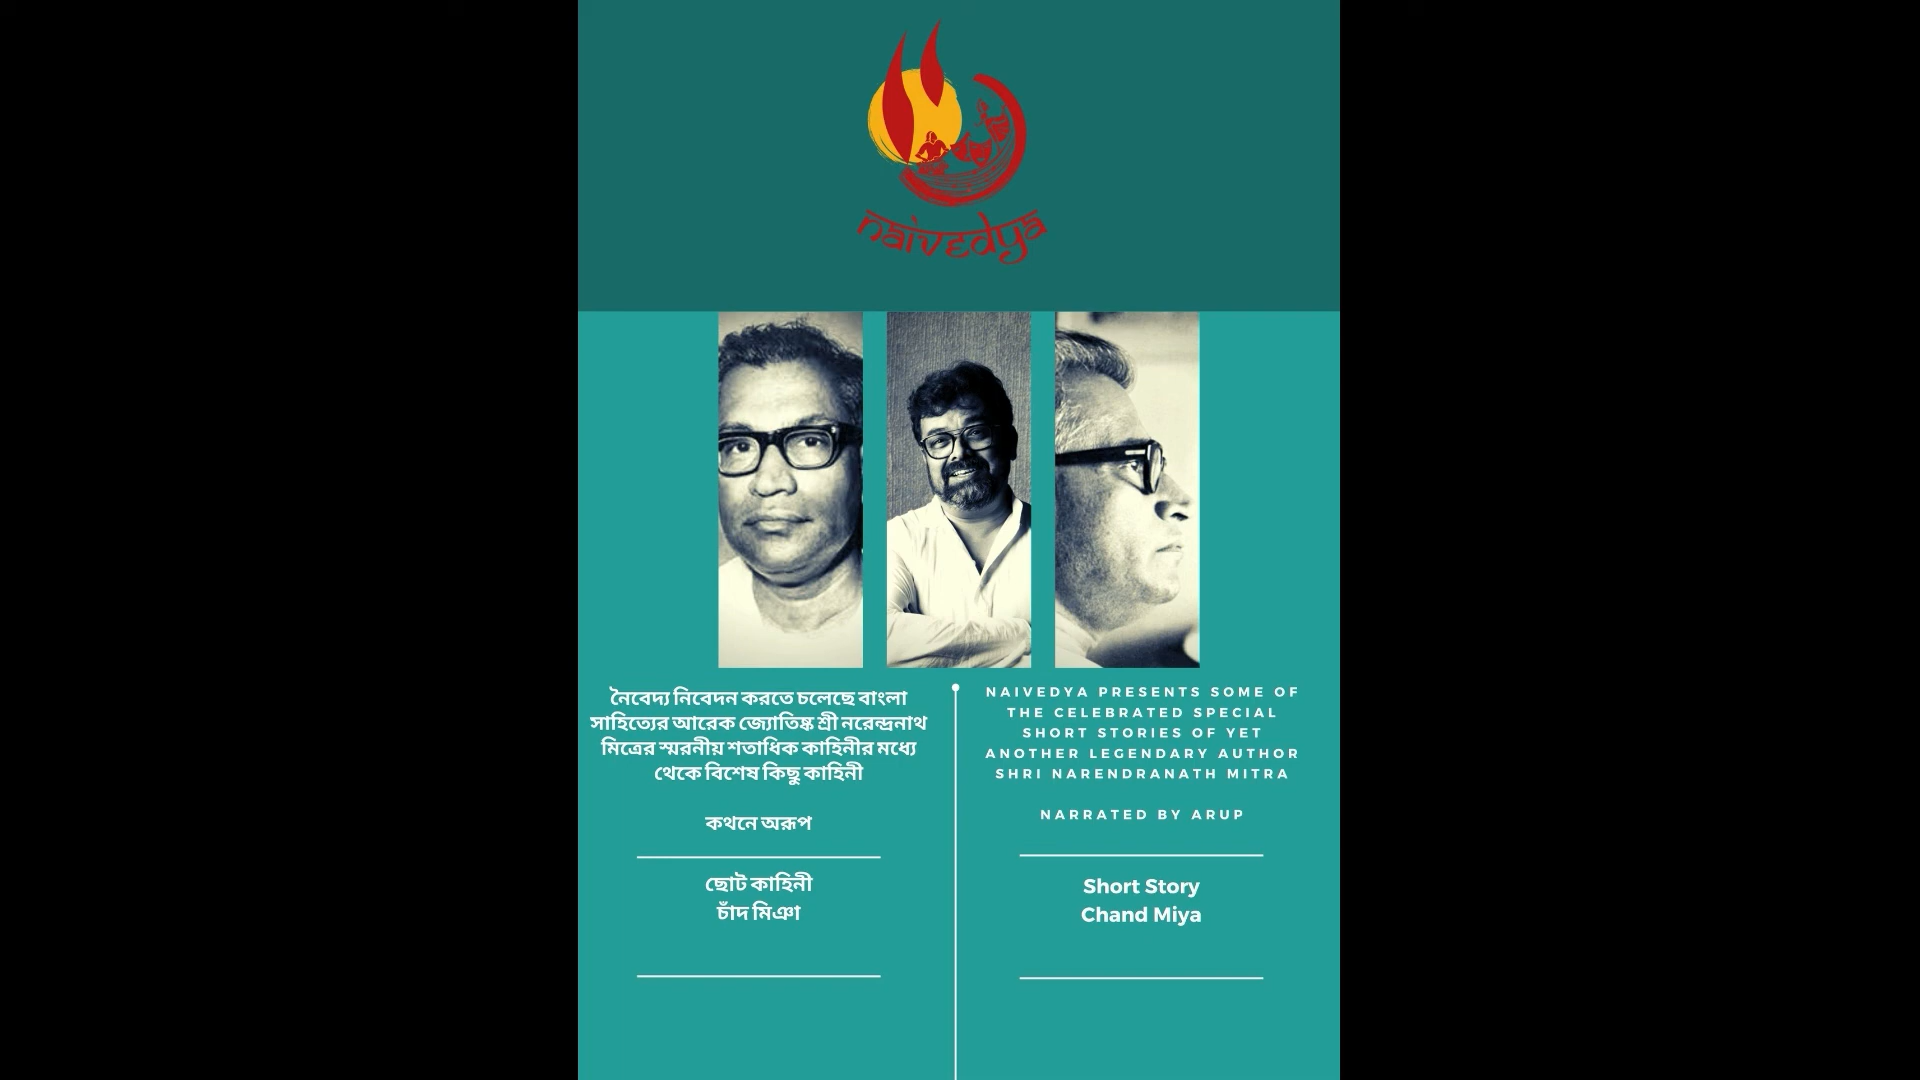 naivedya
নৈবেদ্য নিবেদন করতে চলেছে বাংলা
সাহিত্যের আরেক জ্যোতিষ্ক শ্রী নরেন্দ্রনাথ
মিত্রের স্মরনীয় শতাধিক কাহিনীর মধ্যে
থেকে বিশেষ কিছু কাহিনী
কথনে অরূপ
ছোট কাহিনী
চাঁদ মিঞা
NAIVEDYA PRESENTS SOME OF
THE CELEBRATED SPECIAL
SHORT STORIES OF YET
ANOTHER LEGENDARY AUTHOR
SHRI NARENDRANATH MITRA
NARRATED BY ARUP
Short Story
Chand Miya